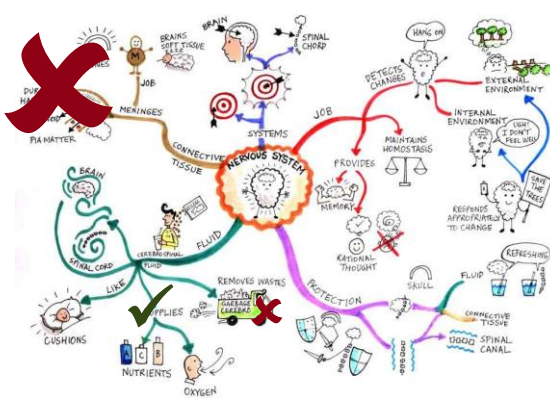 BRAINS
SOFT TISSUE
M
JOB
MENINGES
PIA MATTER
CONNECTIVE
TISSUE
BRAIN
SPINAL
CHORD
SYSTEMS
NERVOUS SYSTEM
JOB
DETECTS
CHANGES
HANG ON
EXTERNAL
ENVIRONMENT
INTERNAL
ENVIRONMENT
UGH!
I DON'T
FEEL WELL
MAINTAINS
HOMOSTASIS
PROVIDES
MEMORY
RATIONAL
THOUGHT
SAVE
THE
TREES
RESPONDS
APPROPRIATELY
TO CHANGE
BRAIN
SPINAL CORD
CEREBROSPINAL
FLUID
FLUID
LIKE
CUSHIONS
NUTRIENTS
A
C
B
OXYGEN
REMOVES WASTES
GARBAGE
PROTECTION
SKULL
FLUID
REFRESHING
CONNECTIVE
TISSUE
SPINAL
CANAL